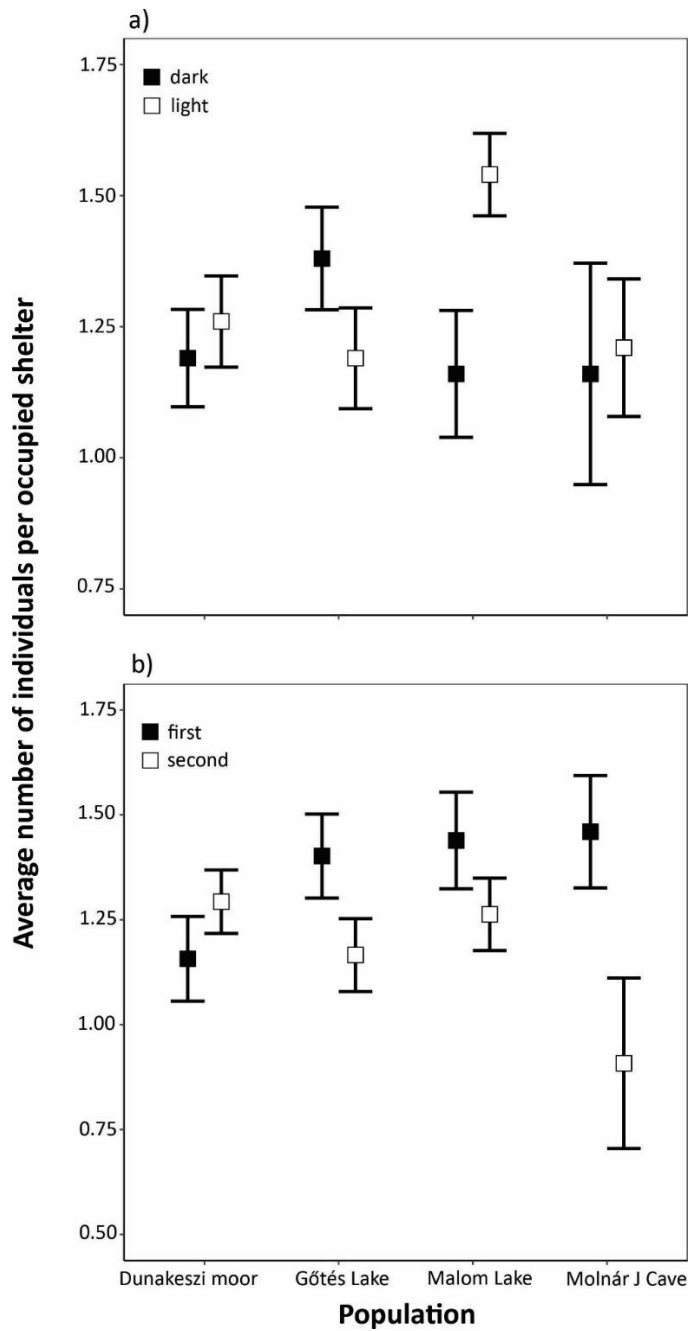 a)
1.75
dark
light
1.50
1.25
1.00
0.75
b)
1.75
first
second
1.50
1.25
1.00
0.75
0.50
Average number of individuals per occupied shelter
Dunakeszi moor Gőtés Lake Malom Lake Molnár J Cave
Population